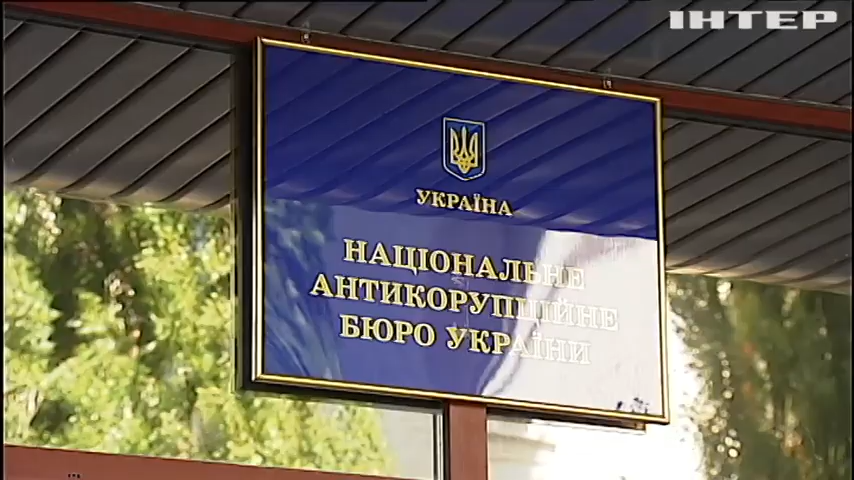 ІНТЕР
УКРАЇНА
НАЦІОНАЛЬНЕ
АНТИКОРУПЦІЙНЕ
БЮРО УКРАЇНИ